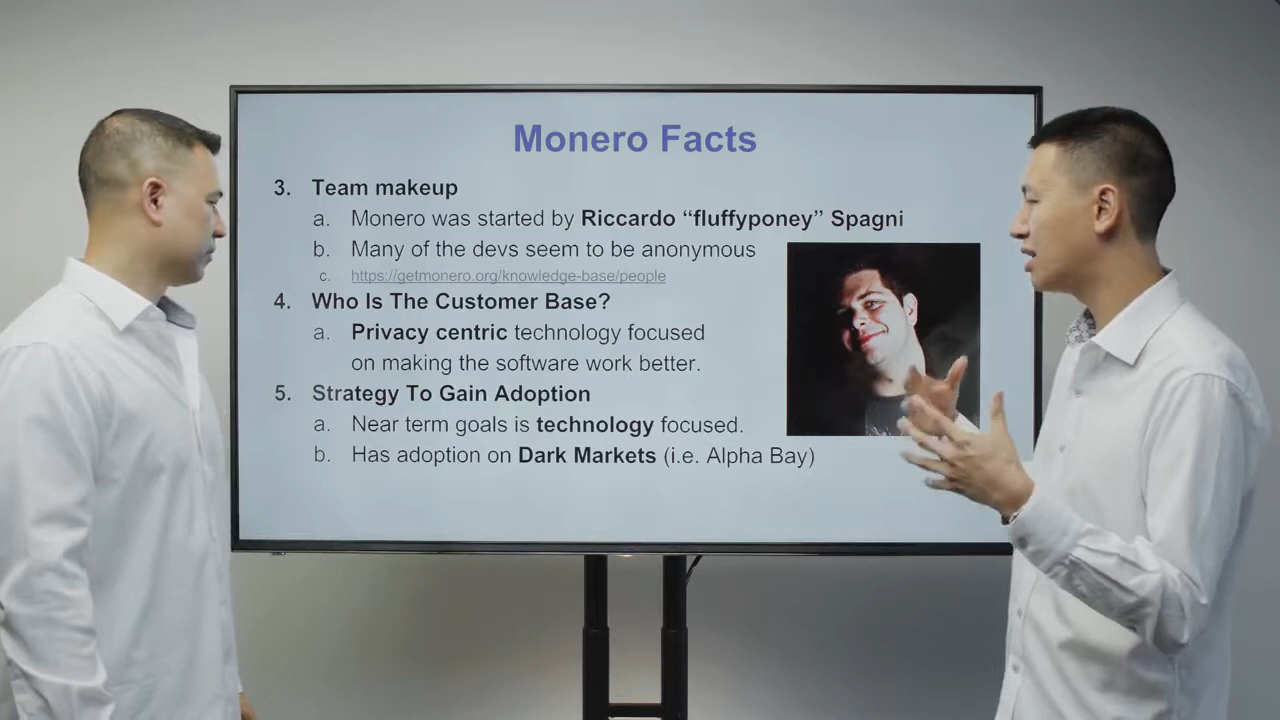 Monero Facts
3. Team makeup
a. Monero was started by Riccardo “fluffyponey” Spagni
b. Many of the devs seem to be anonymous
c. https://getmonero.org/knowledge-base/people
4. Who Is The Customer Base?
a. Privacy centric technology focused
on making the software work better.
5. Strategy To Gain Adoption
a. Near term goals is technology focused.
b. Has adoption on Dark Markets (i.e. Alpha Bay)